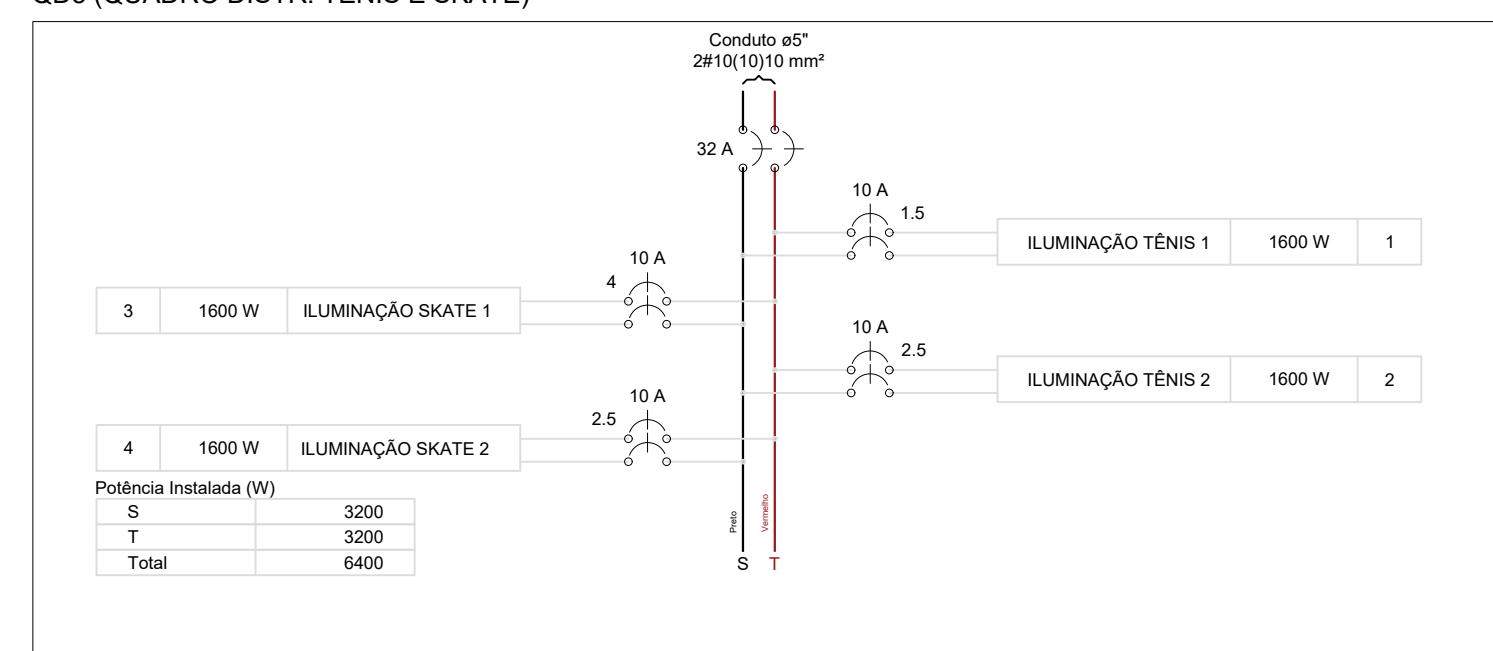 Conduto ø5"
2#10(10)10 mm²
32 A
10 A
1.5
ILUMINAÇÃO TÊNIS 1 1600 W 1
10 A
4
3 1600 W ILUMINAÇÃO SKATE 1
10 A
2.5
ILUMINAÇÃO TÊNIS 2 1600 W 2
10 A
2.5
4 1600 W ILUMINAÇÃO SKATE 2
Potência Instalada (W)
S 3200
T 3200
Total 6400
Preto
Vermelho
S T